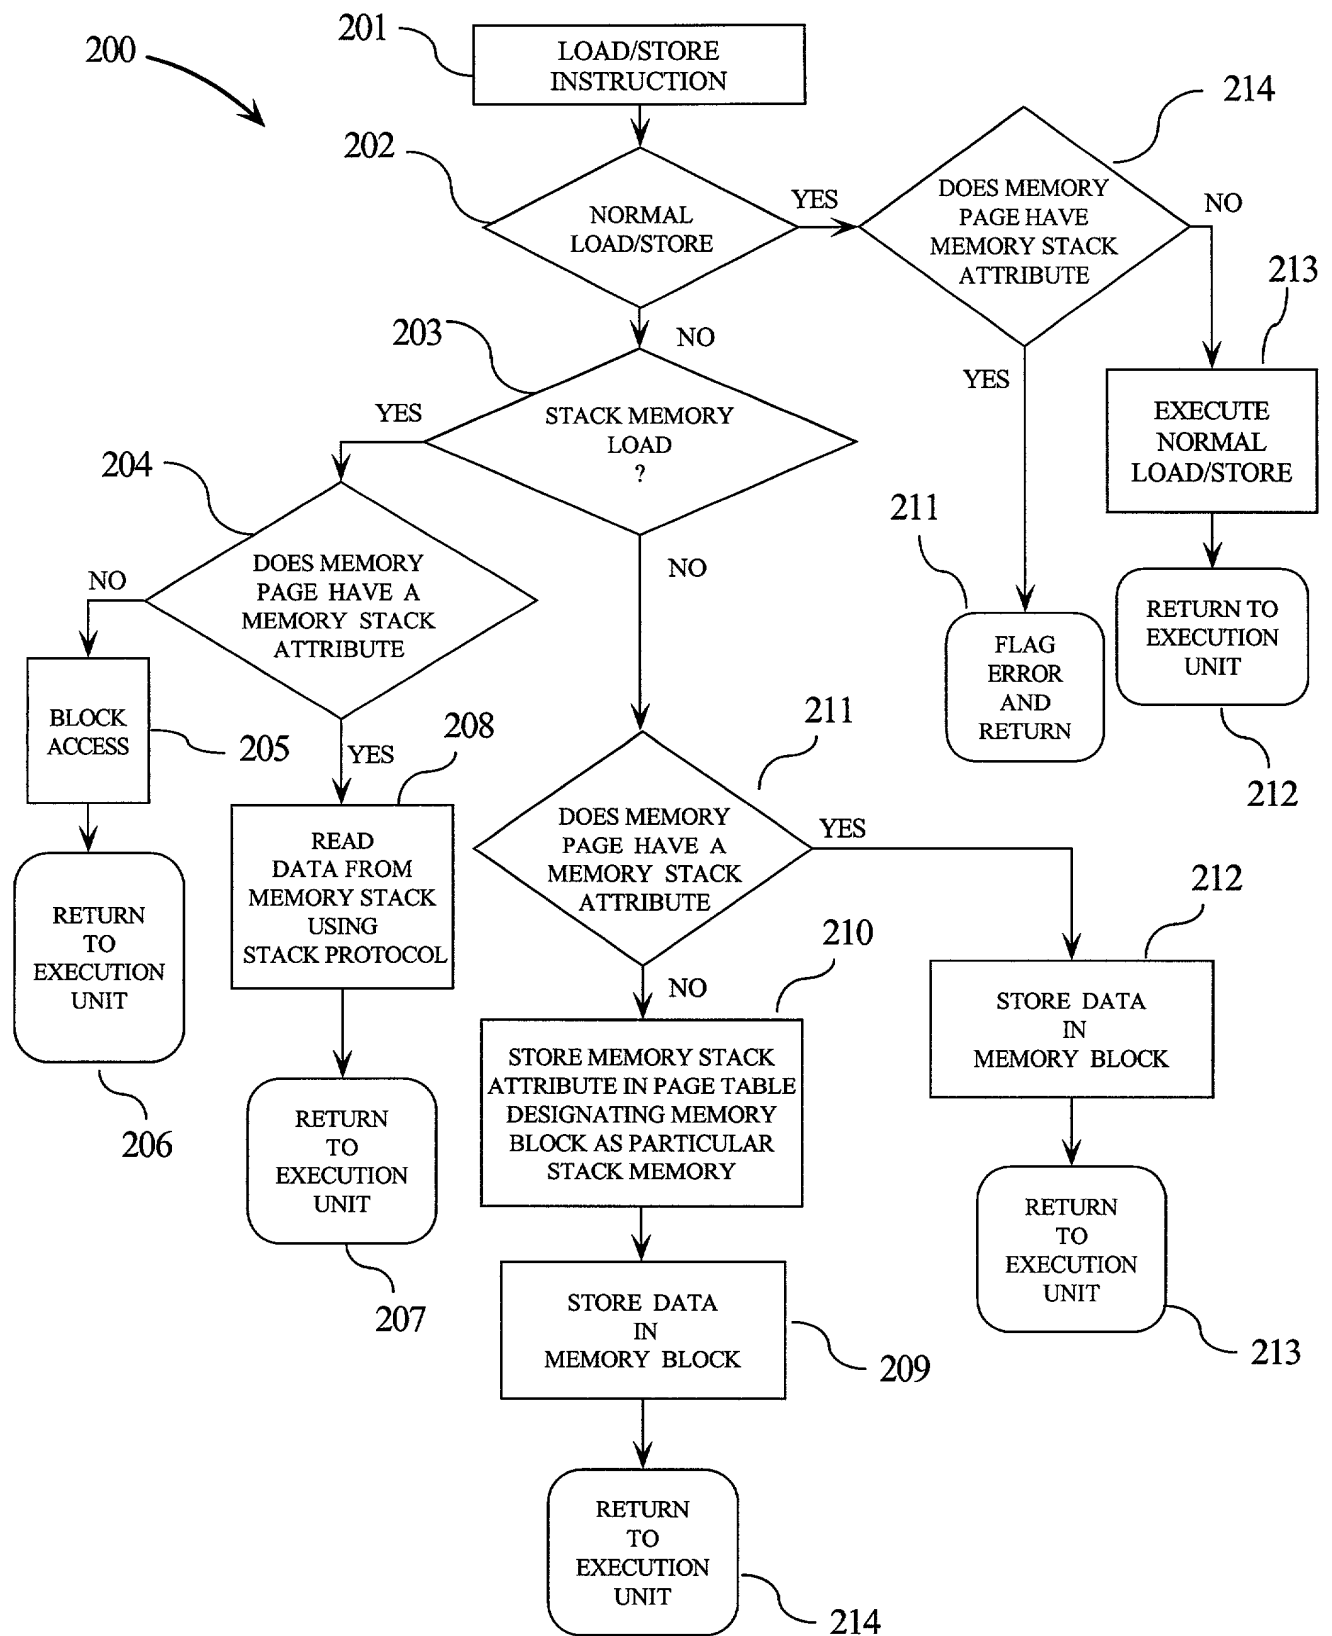 200
201
LOAD/STORE
INSTRUCTION
202
NORMAL
LOAD/STORE
YES
214
DOES MEMORY
PAGE HAVE
MEMORY STACK
ATTRIBUTE
NO
213
EXECUTE
NORMAL
LOAD/STORE
RETURN TO
EXECUTION
UNIT
212
YES
211
FLAG
ERROR
AND
RETURN
NO
203
STACK MEMORY
LOAD
?
YES
204
DOES MEMORY
PAGE HAVE A
MEMORY STACK
ATTRIBUTE
NO
BLOCK
ACCESS
205
RETURN
TO
EXECUTION
UNIT
206
YES
208
READ
DATA FROM
MEMORY STACK
USING
STACK PROTOCOL
RETURN
TO
EXECUTION
UNIT
207
NO
211
DOES MEMORY
PAGE HAVE A
MEMORY STACK
ATTRIBUTE
YES
212
STORE DATA
IN
MEMORY BLOCK
RETURN
TO
EXECUTION
UNIT
213
NO
210
STORE MEMORY STACK
ATTRIBUTE IN PAGE TABLE
DESIGNATING MEMORY
BLOCK AS PARTICULAR
STACK MEMORY
STORE DATA
IN
MEMORY BLOCK
209
RETURN
TO
EXECUTION
UNIT
214